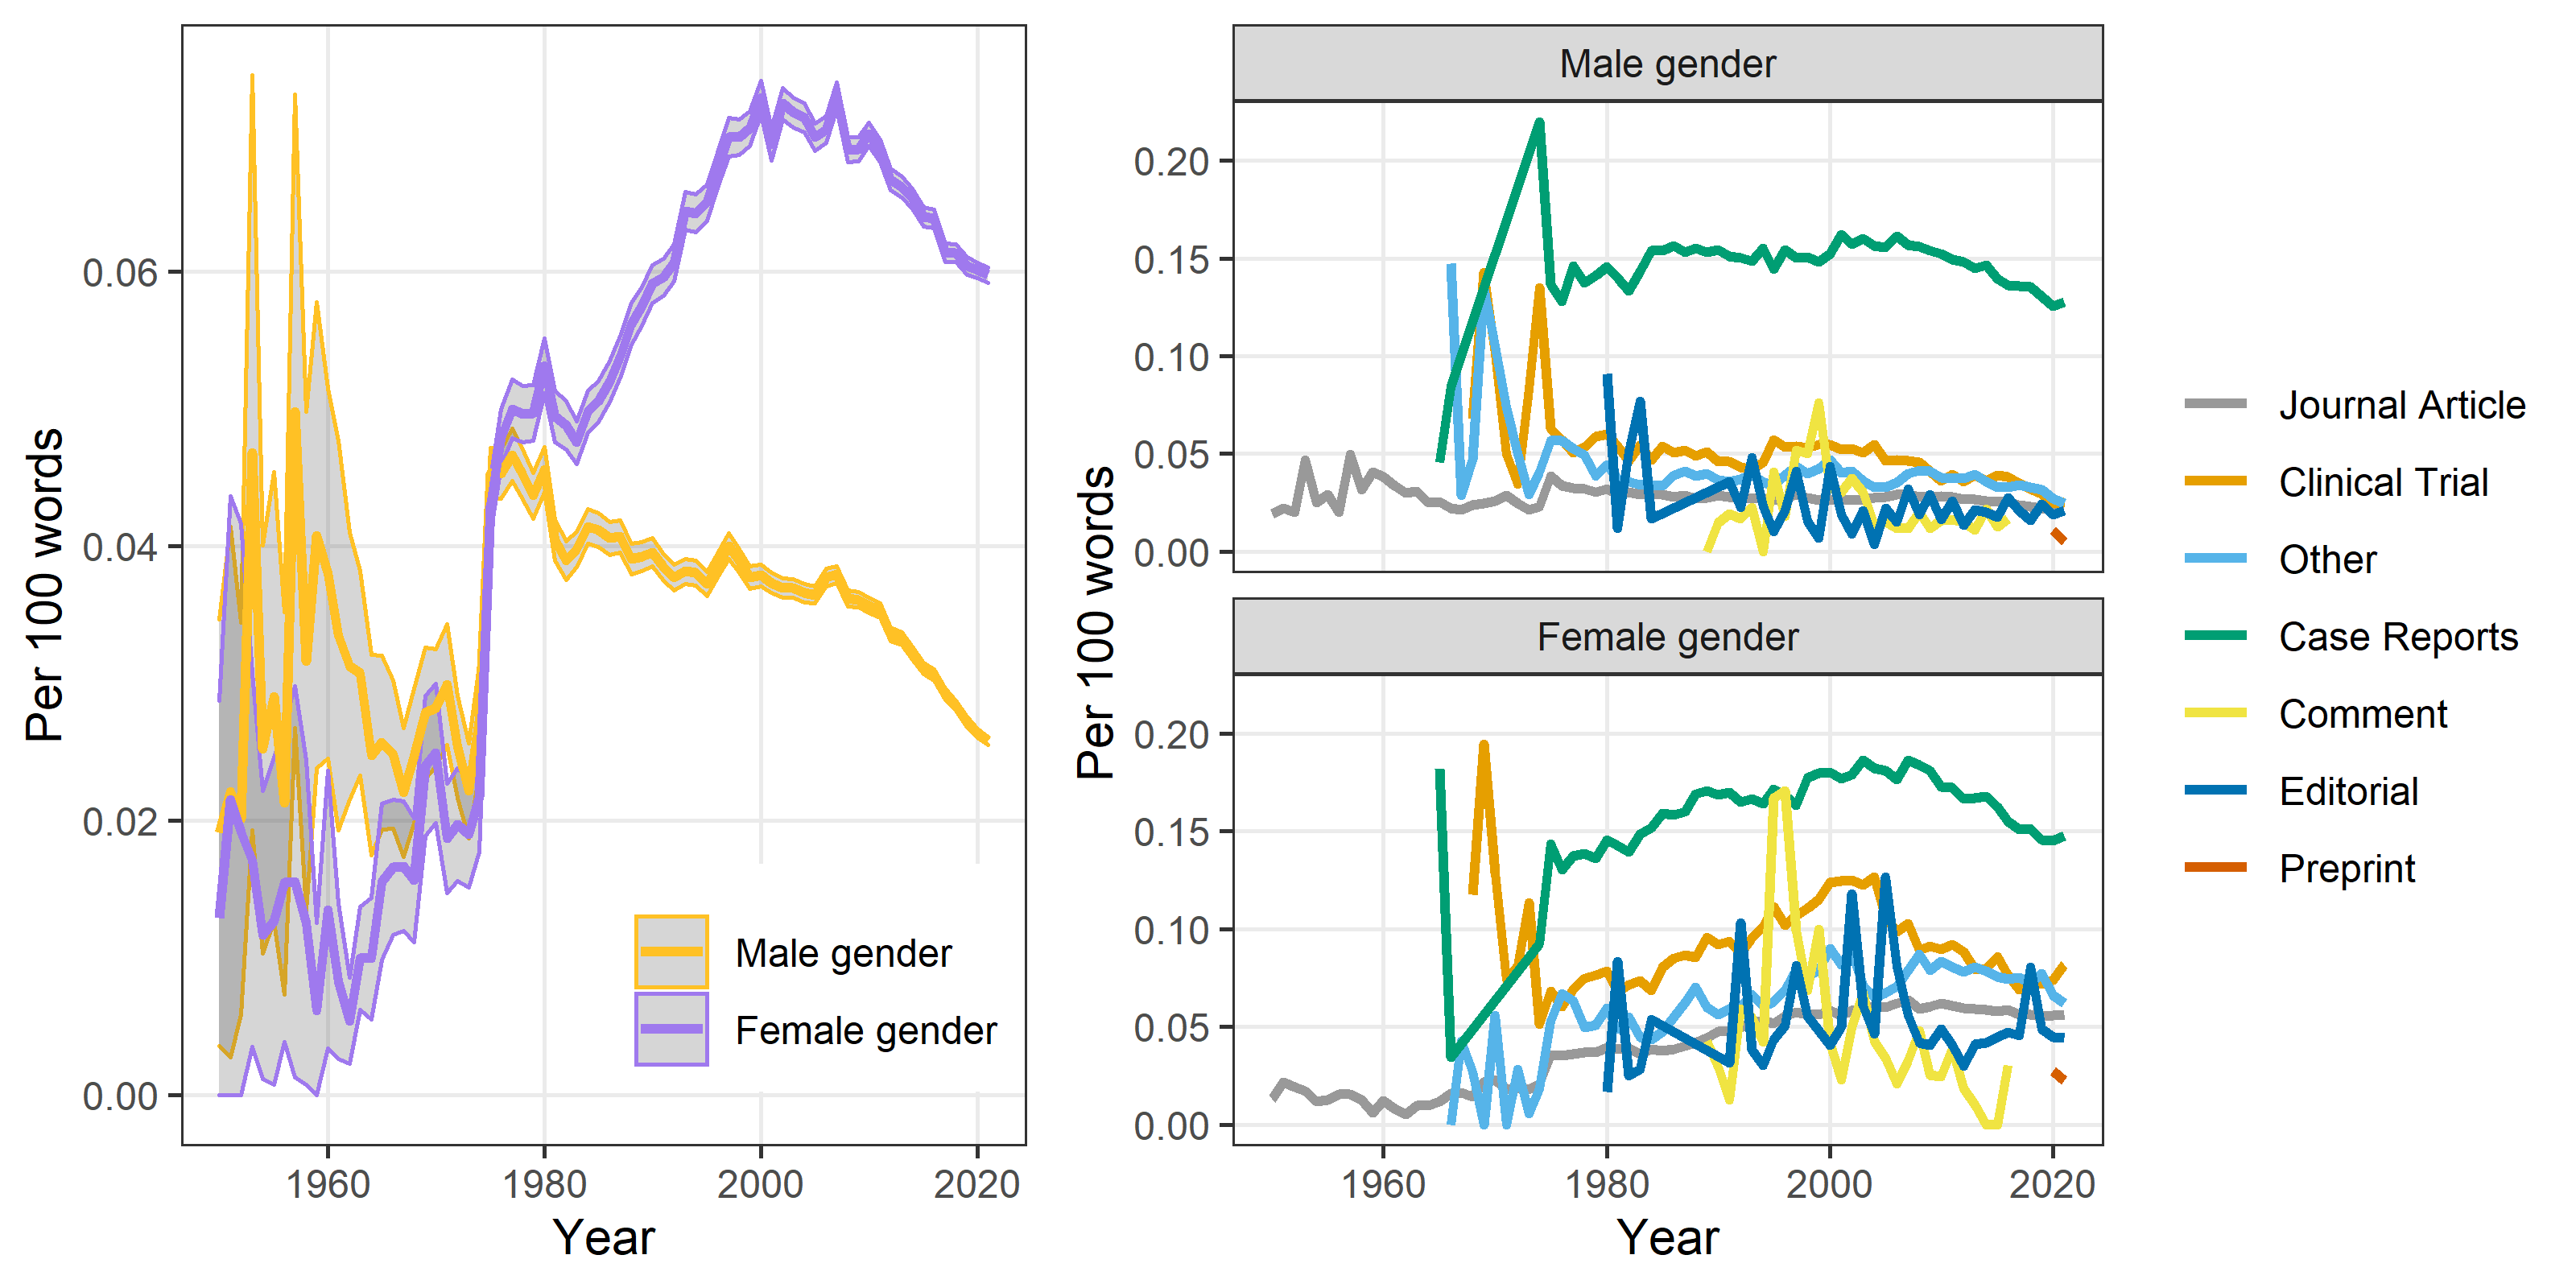 Per 100 words
0.06
0.04
0.02
0.00
1960
1980
2000
2020
Year
Male gender
Female gender
Per 100 words
Male gender
0.20
0.15
0.10
0.05
0.00
Female gender
0.20
0.15
0.10
0.05
0.00
1960
1980
2000
2020
Year
Journal Article
Clinical Trial
Other
Case Reports
Comment
Editorial
Preprint